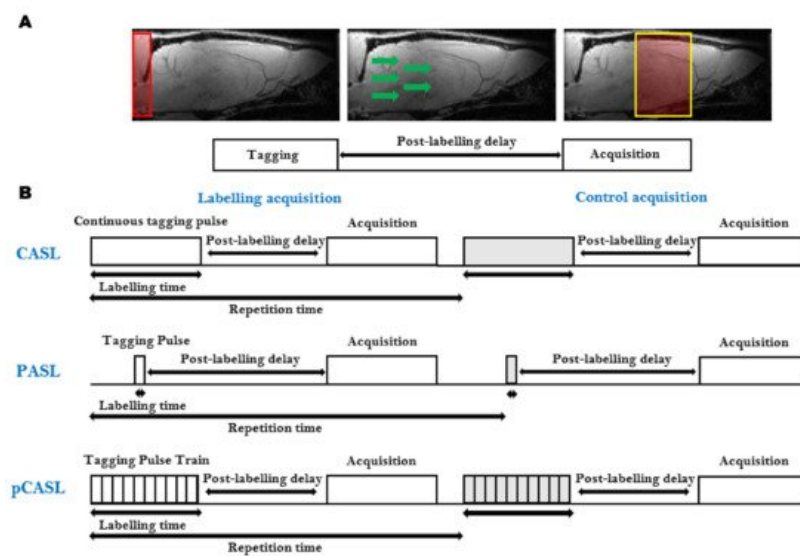 A
Tagging
Post-labelling delay
Acquisition
B
Labelling acquisition
Control acquisition
CASL
Continuous tagging pulse
Post-labelling delay
Acquisition
Post-labelling delay
Acquisition
Labelling time
Repetition time
PASL
Tagging Pulse
Post-labelling delay
Acquisition
Post-labelling delay
Acquisition
Labelling time
Repetition time
pCASL
Tagging Pulse Train
Post-labelling delay
Acquisition
Post-labelling delay
Acquisition
Labelling time
Repetition time